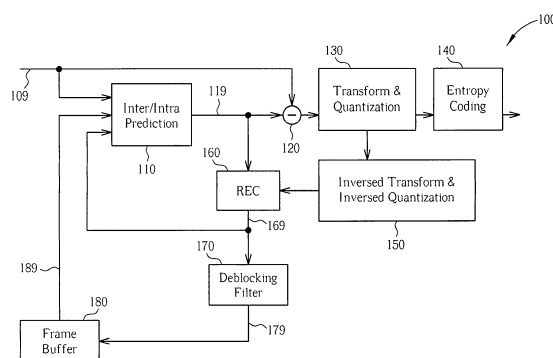 100
130
140
109
119
Inter/Intra
Prediction
Transform &
Quantization
Entropy
Coding
120
110
160
REC
Inversed Transform &
Inversed Quantization
169
150
170
189
Deblocking
Filter
180
179
Frame
Buffer